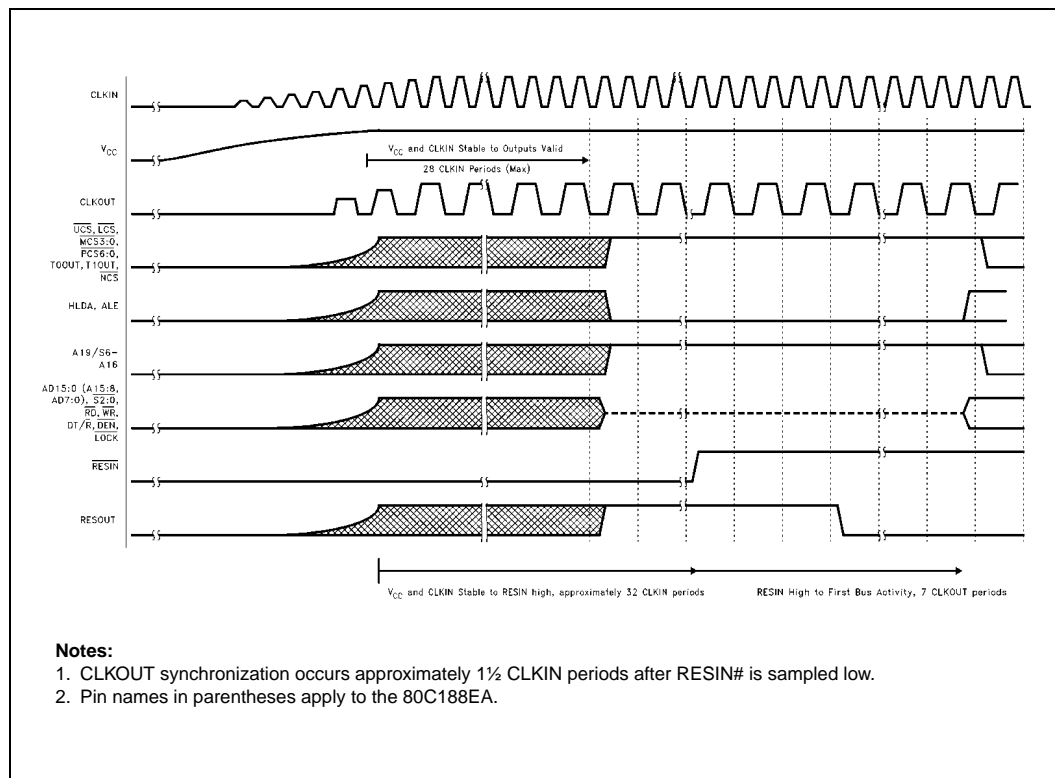 CLKIN
VCC
VCC and CLKIN Stable to Outputs Valid
28 CLKIN Periods (Max)
CLKOUT
UCS, LCS,
MCS3:0,
PCS6:0,
T0OUT, T1OUT,
NCS
HLDA, ALE
A19/S6–
A16
AD15:0 (A15:8,
AD7:0), S2:0,
RD, WR,
DT/R, DEN,
LOCK
RESIN
RESOUT
VCC and CLKIN Stable to RESIN high, approximately 32 CLKIN periods
RESIN High to First Bus Activity, 7 CLKOUT periods
Notes:
1. CLKOUT synchronization occurs approximately 1½ CLKIN periods after RESIN# is sampled low.
2. Pin names in parentheses apply to the 80C188EA.